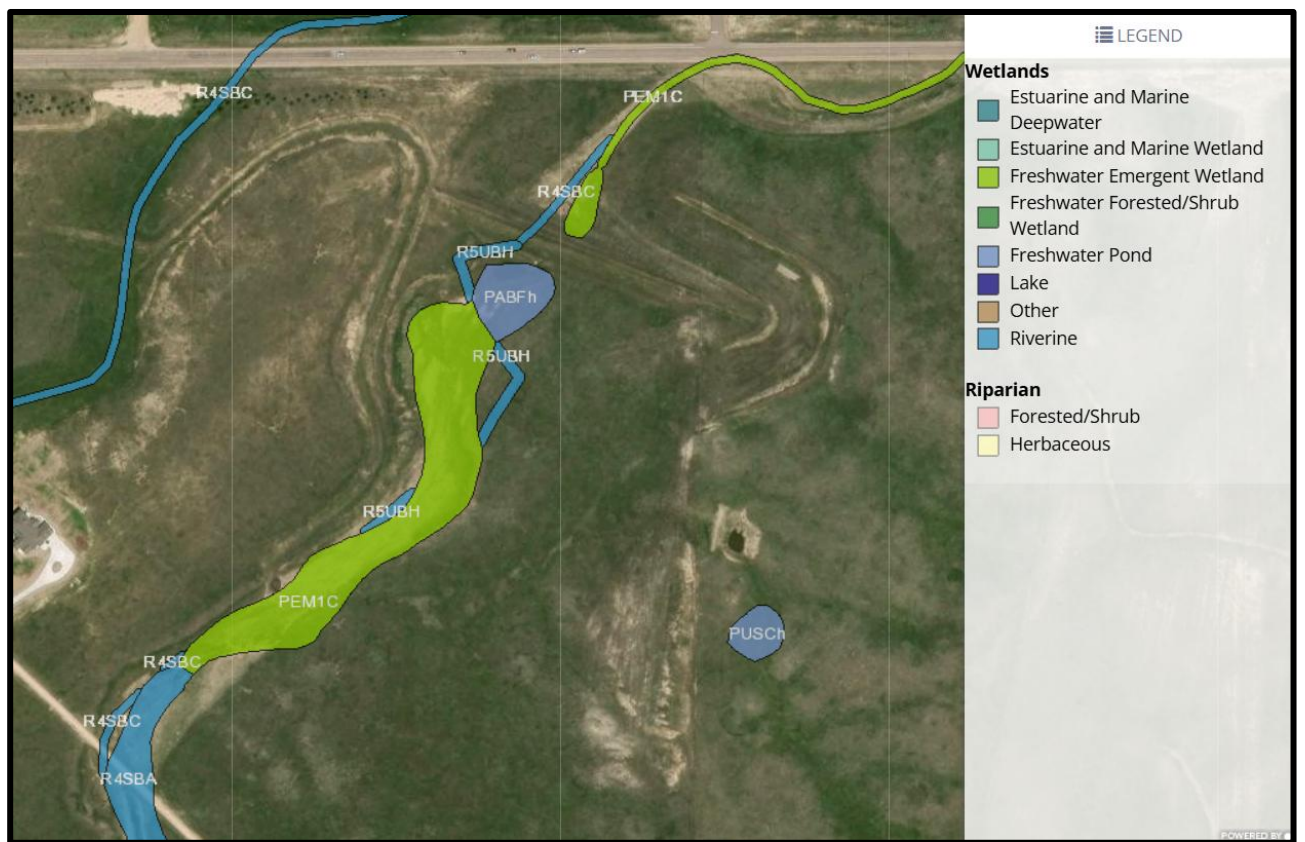 LEGEND
Wetlands
Estuarine and Marine
Deepwater
Estuarine and Marine Wetland
Freshwater Emergent Wetland
Freshwater Forested/Shrub
Wetland
Freshwater Pond
Lake
Other
Riverine
Riparian
Forested/Shrub
Herbaceous
R4SBC
PEM1C
R4SBC
R5UBH
PABFh
R5UBH
R5UBH
PEM1C
PUSCh
R4SBC
R4SBC
R4SBA
POWERED BY